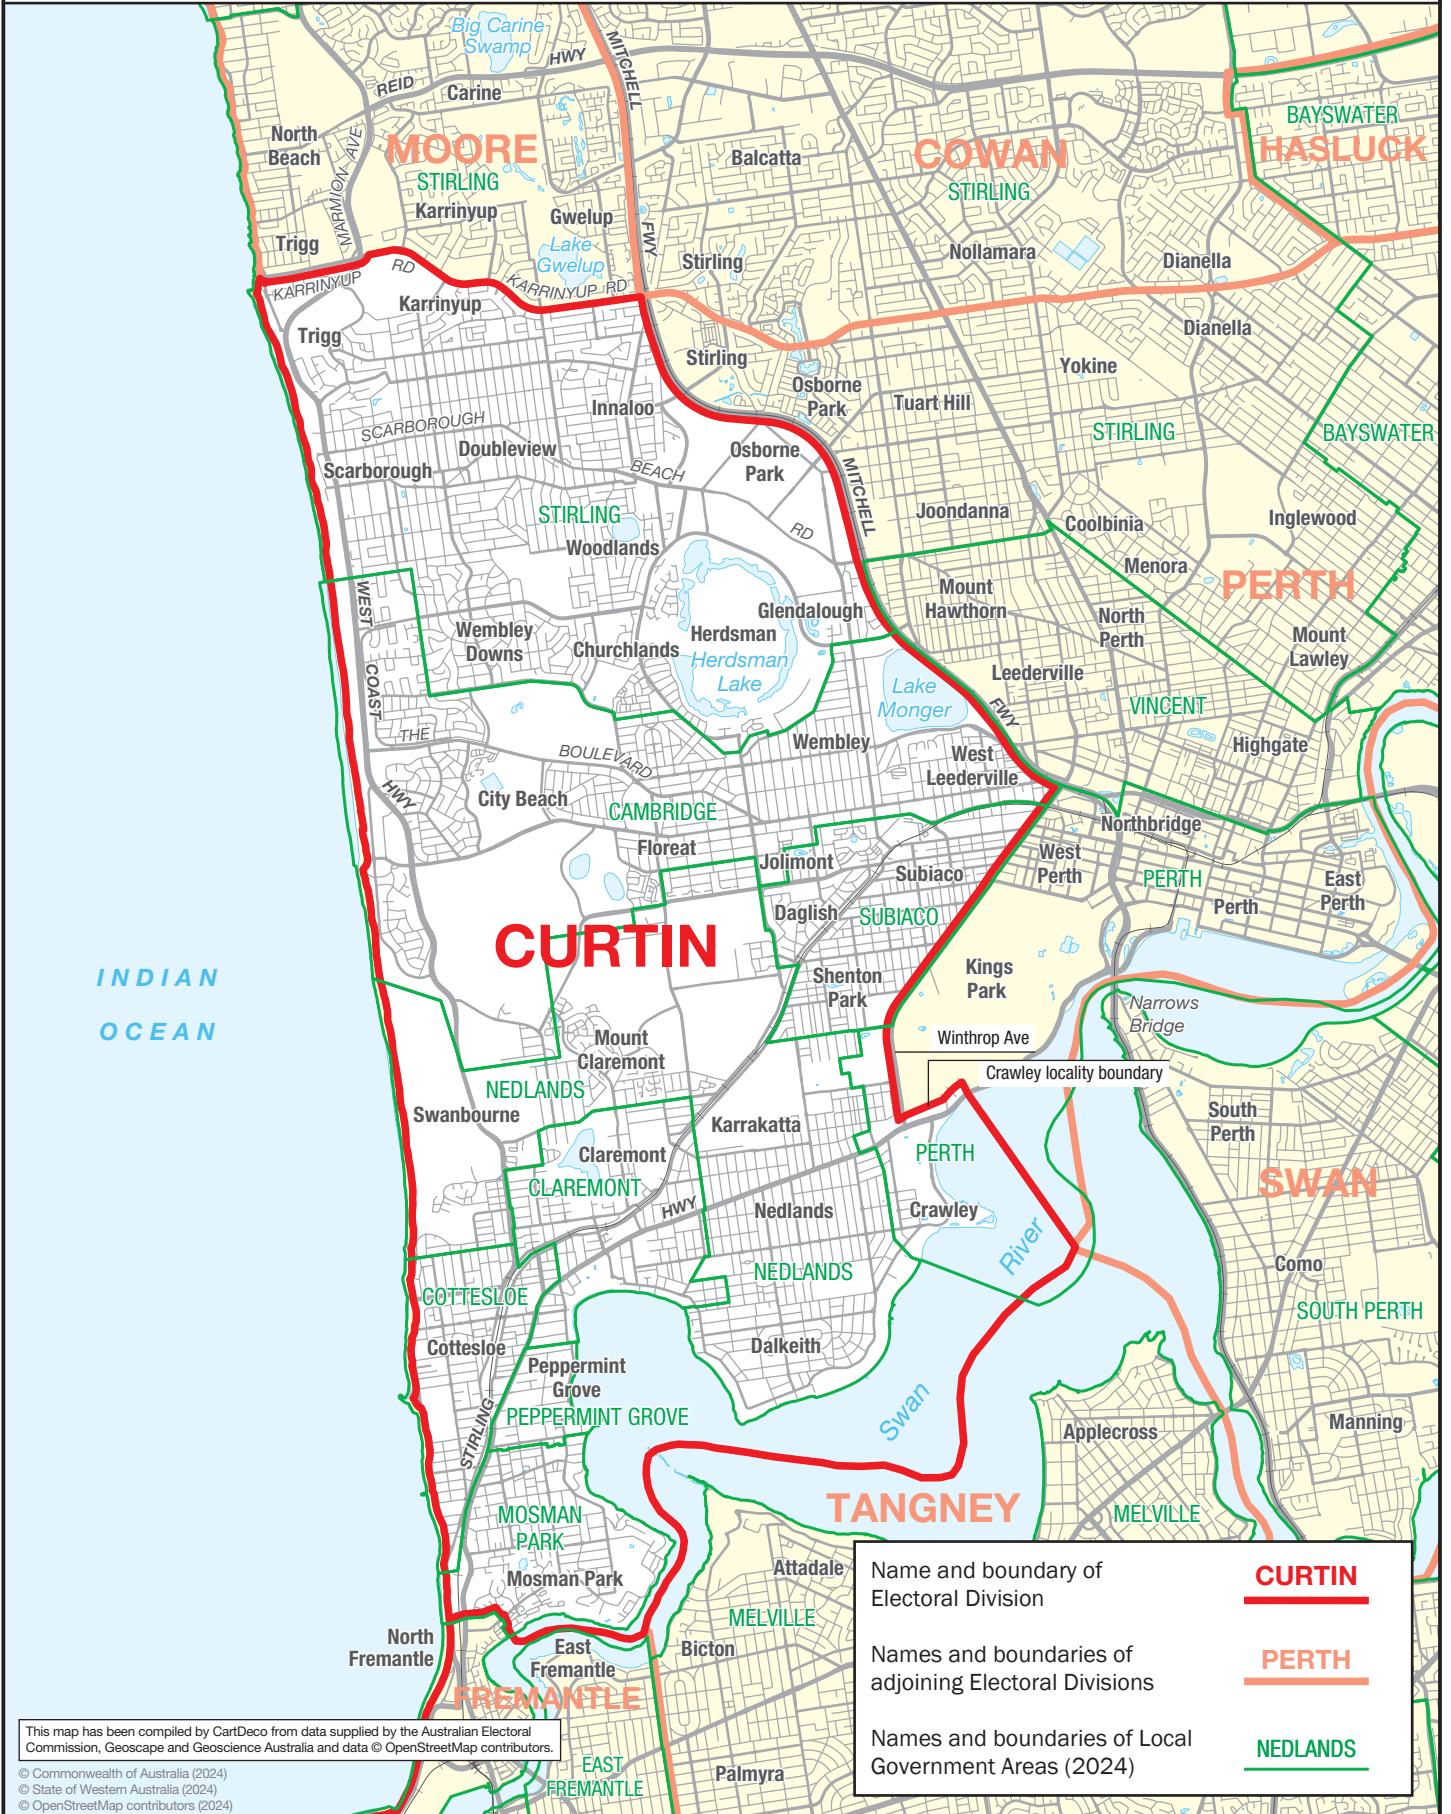 Big Carine
Swamp
MITCHELL
HWY
REID
Carine
BAYSWATER
North
Beach
MARMION AVE
MOORE
STIRLING
Karrinyup
Gwelup
Balcatta
COWAN
STIRLING
HASLUCK
Trigg
Lake
Gwelup
FWY
Stirling
Nollamara
Dianella
KARRINYUP
RD
KARRINYUP RD
Karrinyup
Trigg
Dianella
Stirling
Osborne
Park
Yokine
Tuart Hill
Innaloo
SCARBOROUGH
Doubleview
Scarborough
BEACH
Osborne
Park
STIRLING
BAYSWATER
MITCHELL
STIRLING
RD
Joondanna
Coolbinia
Inglewood
Woodlands
Menora
PERTH
WEST
Glendalough
Mount
Hawthorn
North
Perth
Mount
Lawley
Wembley
Downs
Churchlands
Herdsman
Herdsman
Lake
Leederville
COAST
Lake
Monger
FWY
VINCENT
THE
BOULEVARD
Wembley
Highgate
West
Leederville
HWY
City Beach
CAMBRIDGE
Northbridge
Floreat
Jolimont
Subiaco
West
Perth
PERTH
East
Perth
Perth
Daglish
SUBIACO
CURTIN
INDIAN
OCEAN
Shenton
Park
Kings
Park
Narrows
Bridge
Winthrop Ave
Mount
Claremont
Crawley locality boundary
NEDLANDS
Swanbourne
Karrakatta
South
Perth
Claremont
PERTH
CLAREMONT
SWAN
HWY
Nedlands
Crawley
River
NEDLANDS
Como
COTTESLOE
SOUTH PERTH
Cottesloe
Dalkeith
Peppermint
Grove
Swan
PEPPERMINT GROVE
STIRLING
Applecross
Manning
TANGNEY
MELVILLE
MOSMAN
PARK
Mosman Park
Attadale
MELVILLE
North
Fremantle
East
Fremantle
Bicton
FREMANTLE
EAST
FREMANTLE
Palmyra
Name and boundary of
Electoral Division
CURTIN
Names and boundaries of
adjoining Electoral Divisions
PERTH
Names and boundaries of Local
Government Areas (2024)
NEDLANDS
This map has been compiled by CartDeco from data supplied by the Australian Electoral
Commission, Geoscape and Geoscience Australia and data © OpenStreetMap contributors.
© Commonwealth of Australia (2024)
© State of Western Australia (2024)
© OpenStreetMap contributors (2024)